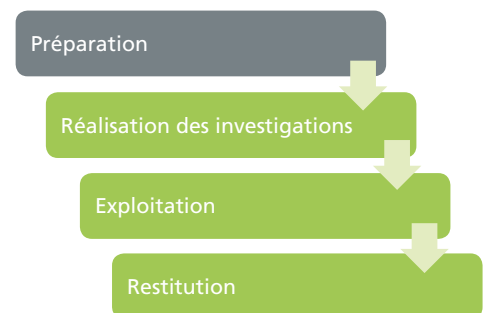 Préparation
Réalisation des investigations
Exploitation
Restitution